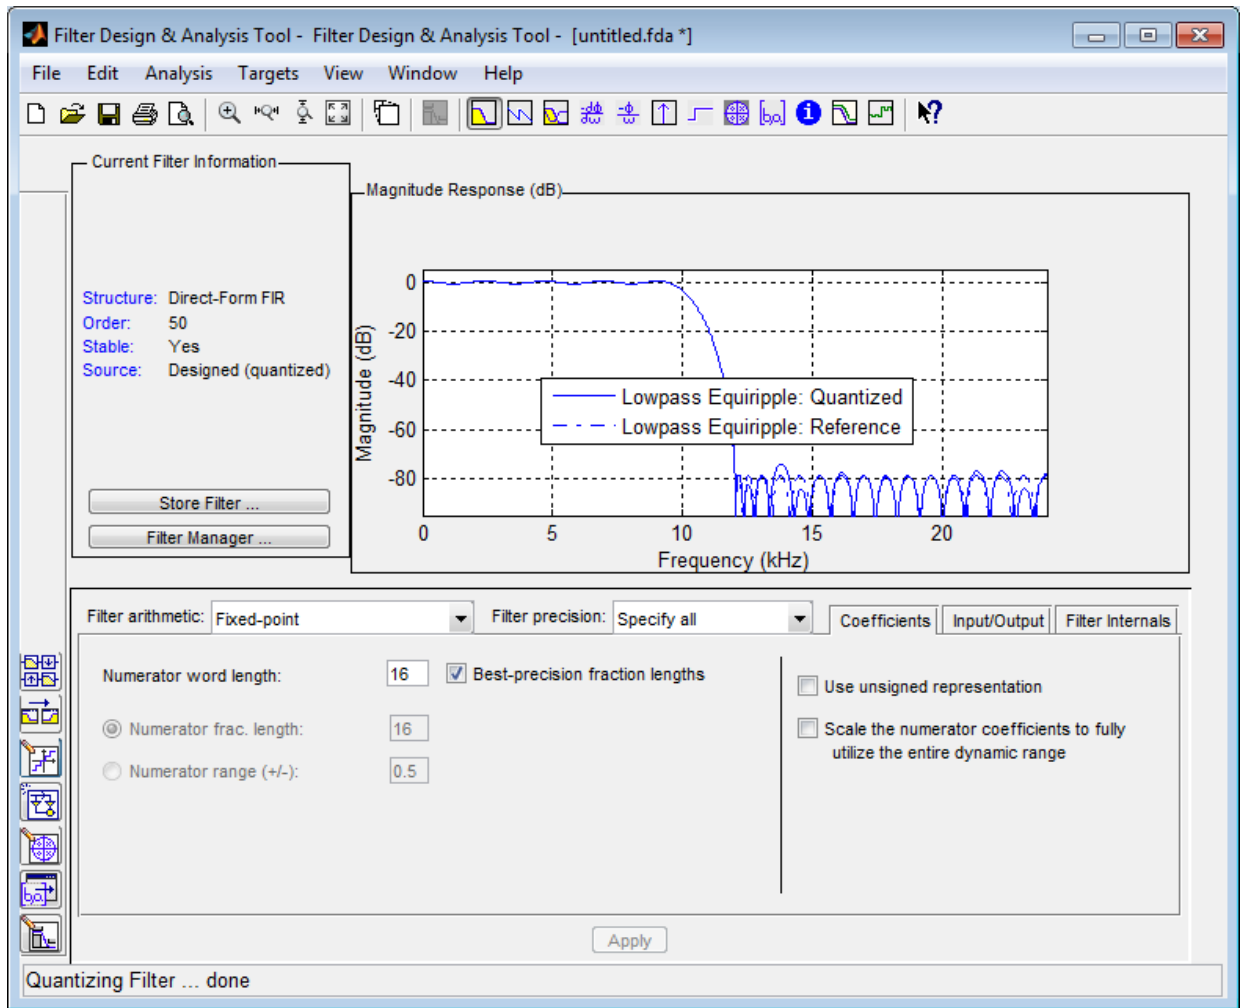 Filter Design & Analysis Tool - Filter Design & Analysis Tool - [untitled.fda *]
File Edit Analysis Targets View Window Help
Current Filter Information
Structure: Direct-Form FIR
Order: 50
Stable: Yes
Source: Designed (quantized)
Store Filter ...
Filter Manager ...
Magnitude Response (dB)
Magnitude (dB)
0
-20
-40
-60
-80
Lowpass Equiripple: Quantized
Lowpass Equiripple: Reference
0 5 10 15 20
Frequency (kHz)
Filter arithmetic: Fixed-point Filter precision: Specify all Coefficients Input/Output Filter Internals
Numerator word length: 16 Best-precision fraction lengths
Numerator frac. length: 16
Numerator range (+/-): 0.5
Use unsigned representation
Scale the numerator coefficients to fully
utilize the entire dynamic range
Apply
Quantizing Filter ... done